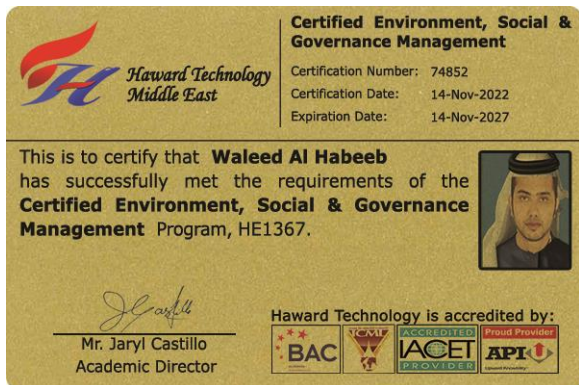 Haward Technology
Middle East
Certified Environment, Social &
Governance Management
Certification Number: 74852
Certification Date: 14-Nov-2022
Expiration Date: 14-Nov-2027
This is to certify that Waleed Al Habeeb
has successfully met the requirements of the
Certified Environment, Social & Governance
Management Program, HE1367.
Mr. Jaryl Castillo
Academic Director
Haward Technology is accredited by:
BAC
TCMI
ACCREDITED
IACET
PROVIDER
Proud Provider
API U